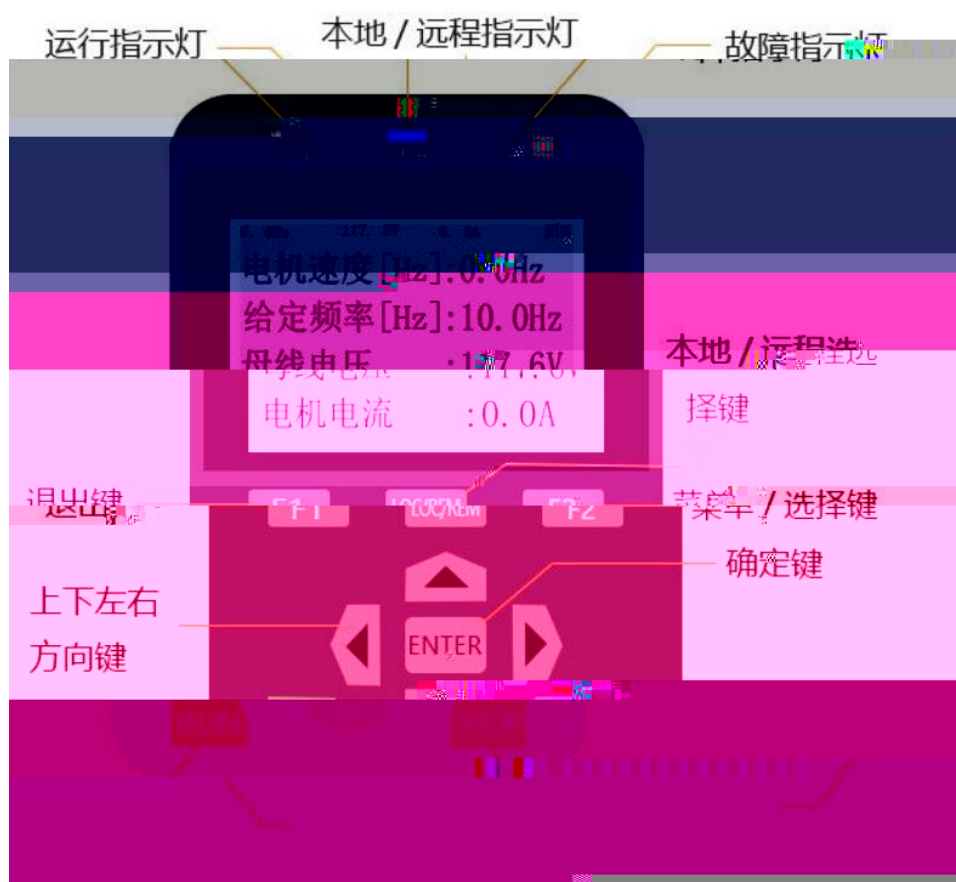 运行指示灯
本地 / 远程指示灯
故障指示灯
电机速度[Hz]:0.0Hz
给定频率[Hz]:10.0Hz
母线电压 :117.6V
电机电流 :0.0A
本地 / 远程选
择键
退出键
F1
LOC/REM
F2
菜单 / 选择键
确定键
上下左右
方向键
ENTER